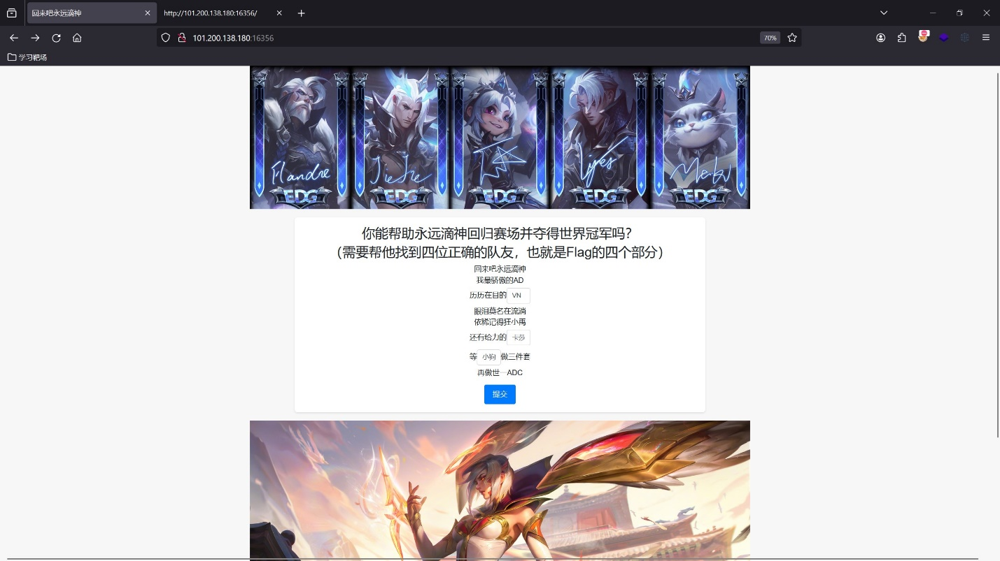 回来吧永远滴神
http://101.200.138.180:16356/
101.200.138.180:16356
70%
学习靶场
Flandre
JieJie
EDG
EDG
EDG
EDG
EDG
你能帮助永远滴神回归赛场并夺得世界冠军吗？
（需要帮他找到四位正确的队友，也就是Flag的四个部分）
回来吧永远滴神
我最骄傲的AD
历历在目的 VN
眼泪莫名在流淌
依稀记得狂小禹
还有给力的 卡莎
等 小狗 做三件套
再做世一ADC
提交